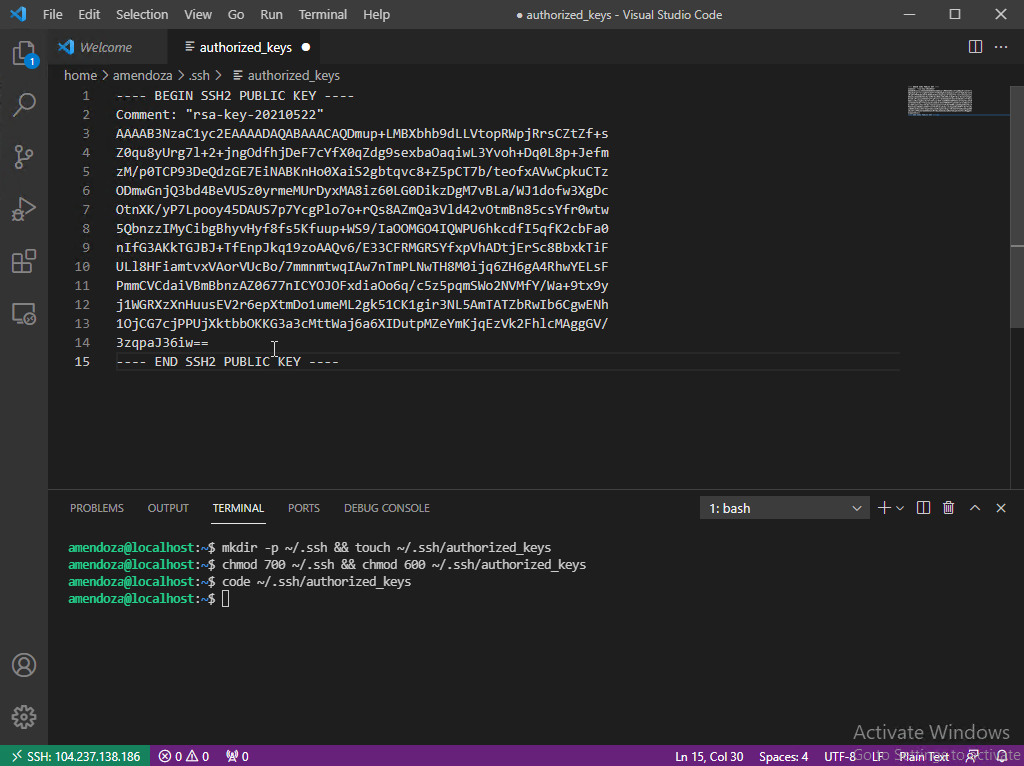 File Edit Selection View Go Run Terminal Help ● authorized_keys - Visual Studio Code
Welcome authorized_keys ●
home > amendoza > .ssh > authorized_keys
1 ---- BEGIN SSH2 PUBLIC KEY ----
2 Comment: "rsa-key-20210522"
3 AAAAB3NzaC1yc2EAAAADAQABAAACAQDmup+LMBXbhb9dLLVtopRWpjRrsCZtZf+s
4 Z0qu8yUrg7l+2+jngOdfhjDeF7cYfX0qZdg9sexbaOaqiwL3Yvoh+Dq0L8p+Jefm
5 zM/p0TCP93DeQdzGE7EiNABKnHo0XaiS2gbtqvc8+Z5pCT7b/teofxAVwCpkuCTz
6 ODmwGnjQ3bd4BeVUSz0yrmeMUrDyxMA8iz60LG0DikzDgM7vBLa/WJ1dofw3XgDc
7 OtnXK/yP7Lpooy45DAUS7p7YcgPlo7o+rQs8AZmQa3Vld42vOtmBn85csYfr0wtw
8 5QbnzzIMyCibgBhyvHyf8fs5Kfuup+WS9/IaOOMGO4IQWPU6hkcdfI5qfK2cbFa0
9 nIfG3AKkTGJBJ+TfEnpJkq19zoAAQv6/E33CFRMGRSYfxpVhADtjErSc8BbxkTiF
10 ULl8HFiamtvxVAorVUcBo/7mmnmtwqIAw7nTmPLNwTH8M0ijq6ZH6gA4RhwYELsF
11 PmmCVCdaiVBmBbnzAZ0677nICYOJOFxdiaOo6q/c5z5pqmSWo2NVMfY/Wa+9tx9y
12 j1WGRXzXnHuusEV2r6epXtmDo1umeML2gk51CK1gir3NL5AmTATZbRwIb6CgwENh
13 1OjCG7cjPPUjXktbbOKKG3a3cMttWaj6a6XIDutpMZeYmKjqEzVk2FhlcMAggGV/
14 3zqpaJ36iw==
15 ---- END SSH2 PUBLIC KEY ----
PROBLEMS OUTPUT TERMINAL PORTS DEBUG CONSOLE 1: bash
amendoza@localhost:~$ mkdir -p ~/.ssh && touch ~/.ssh/authorized_keys
amendoza@localhost:~$ chmod 700 ~/.ssh && chmod 600 ~/.ssh/authorized_keys
amendoza@localhost:~$ code ~/.ssh/authorized_keys
amendoza@localhost:~$
Activate Windows
Go to Settings to Activate
SSH: 104.237.138.186 0 0 0 Ln 15, Col 30 Spaces: 4 UTF-8 LF Plain Text
1